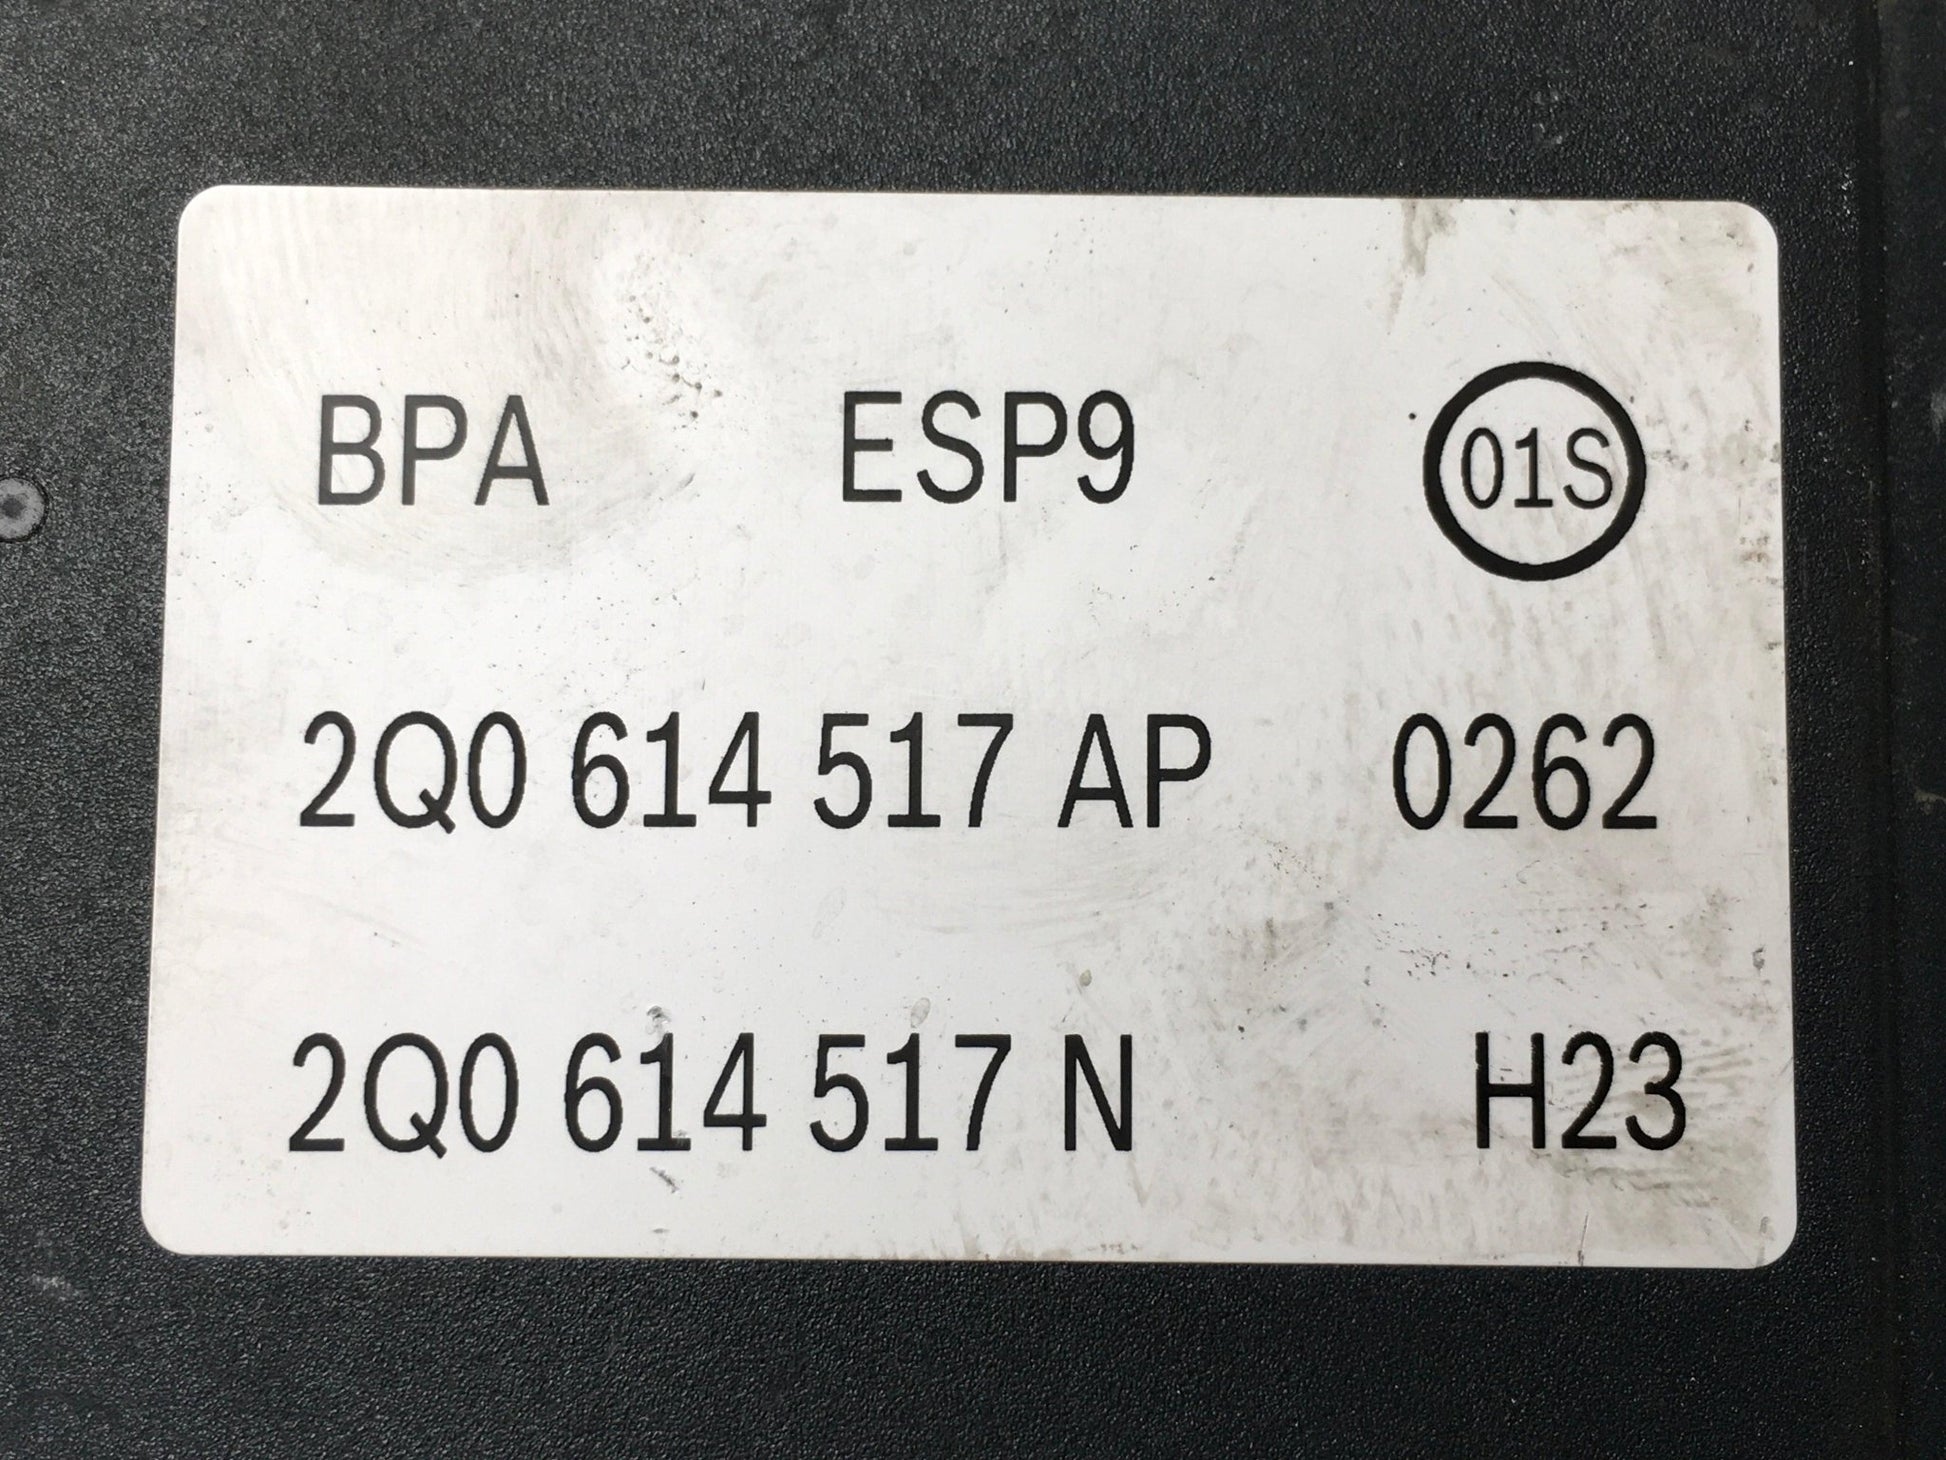 BPA ESP9 01S
2Q0 614 517 AP 0262
2Q0 614 517 N H23